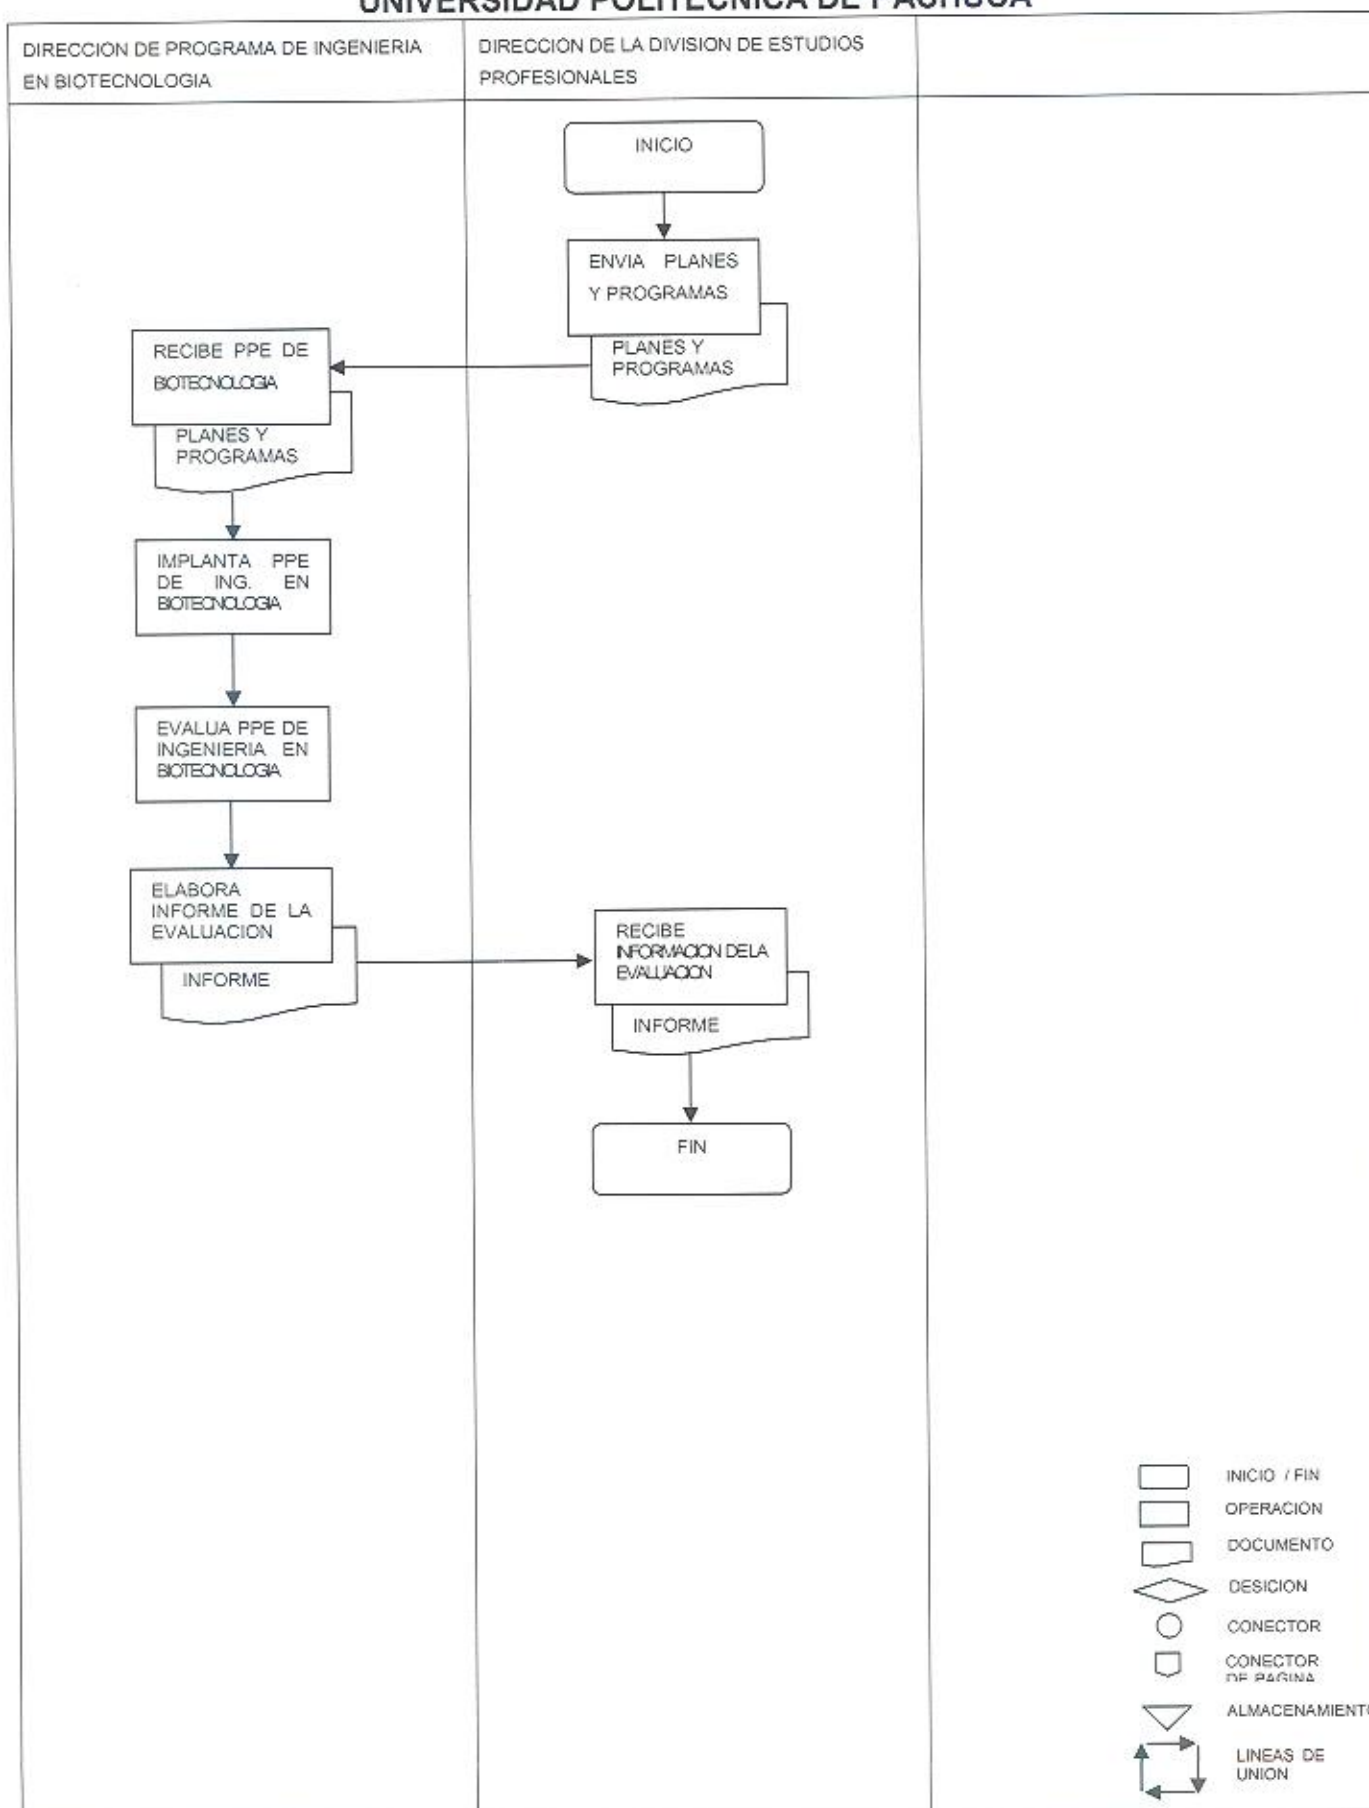 UNIVERSIDAD POLITECNICA DE PACHUCA
DIRECCION DE PROGRAMA DE INGENIERIA
EN BIOTECNOLOGIA
DIRECCION DE LA DIVISION DE ESTUDIOS
PROFESIONALES
INICIO
ENVIA PLANES
Y PROGRAMAS
PLANES Y
PROGRAMAS
RECIBE PPE DE
BIOTECNOLOGIA
PLANES Y
PROGRAMAS
IMPLANTA PPE
DE ING. EN
BIOTECNOLOGIA
EVALUA PPE DE
INGENIERIA EN
BIOTECNOLOGIA
ELABORA
INFORME DE LA
EVALUACION
INFORME
RECIBE
INFORMACION DE LA
EVALUACION
INFORME
FIN
INICIO / FIN
OPERACION
DOCUMENTO
DESICION
CONECTOR
CONECTOR
DE PAGINA
ALMACENAMIENTO
LINEAS DE
UNION